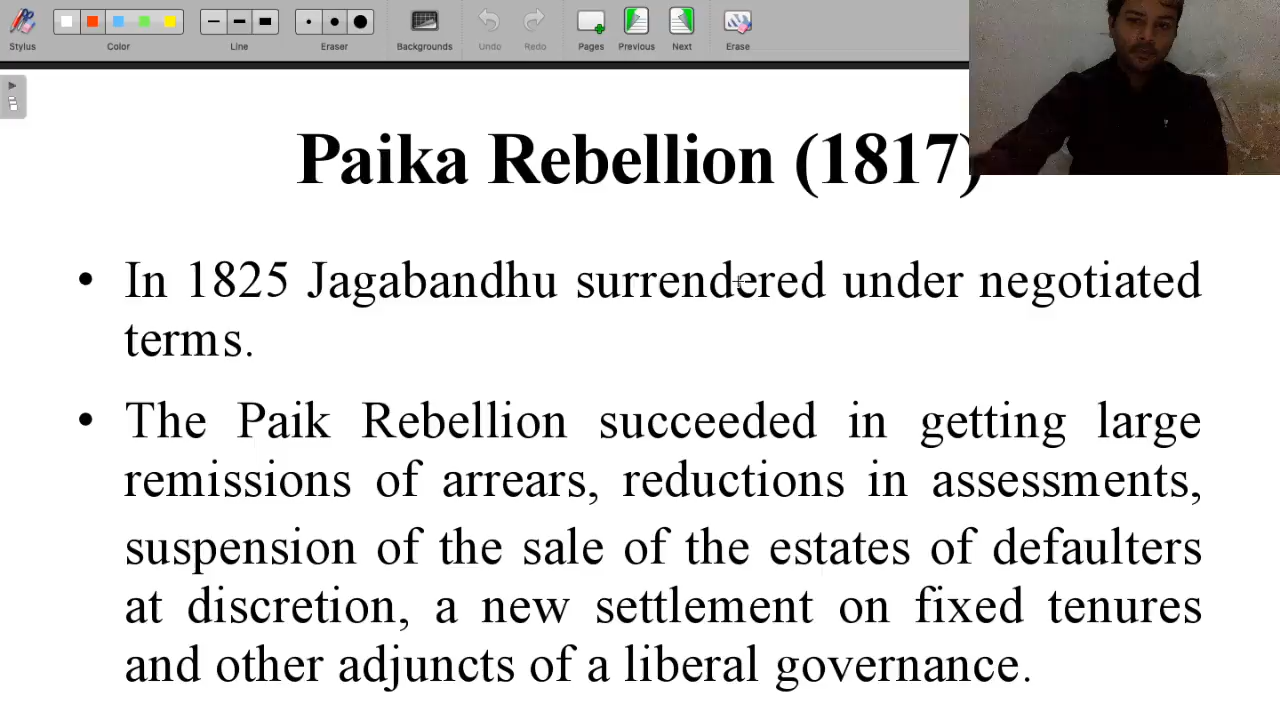 Stylus Color Line Eraser Backgrounds Undo Redo Pages Previous Next Erase
Paika Rebellion (1817)
• In 1825 Jagabandhu surrendered under negotiated
terms.
• The Paik Rebellion succeeded in getting large
remissions of arrears, reductions in assessments,
suspension of the sale of the estates of defaulters
at discretion, a new settlement on fixed tenures
and other adjuncts of a liberal governance.